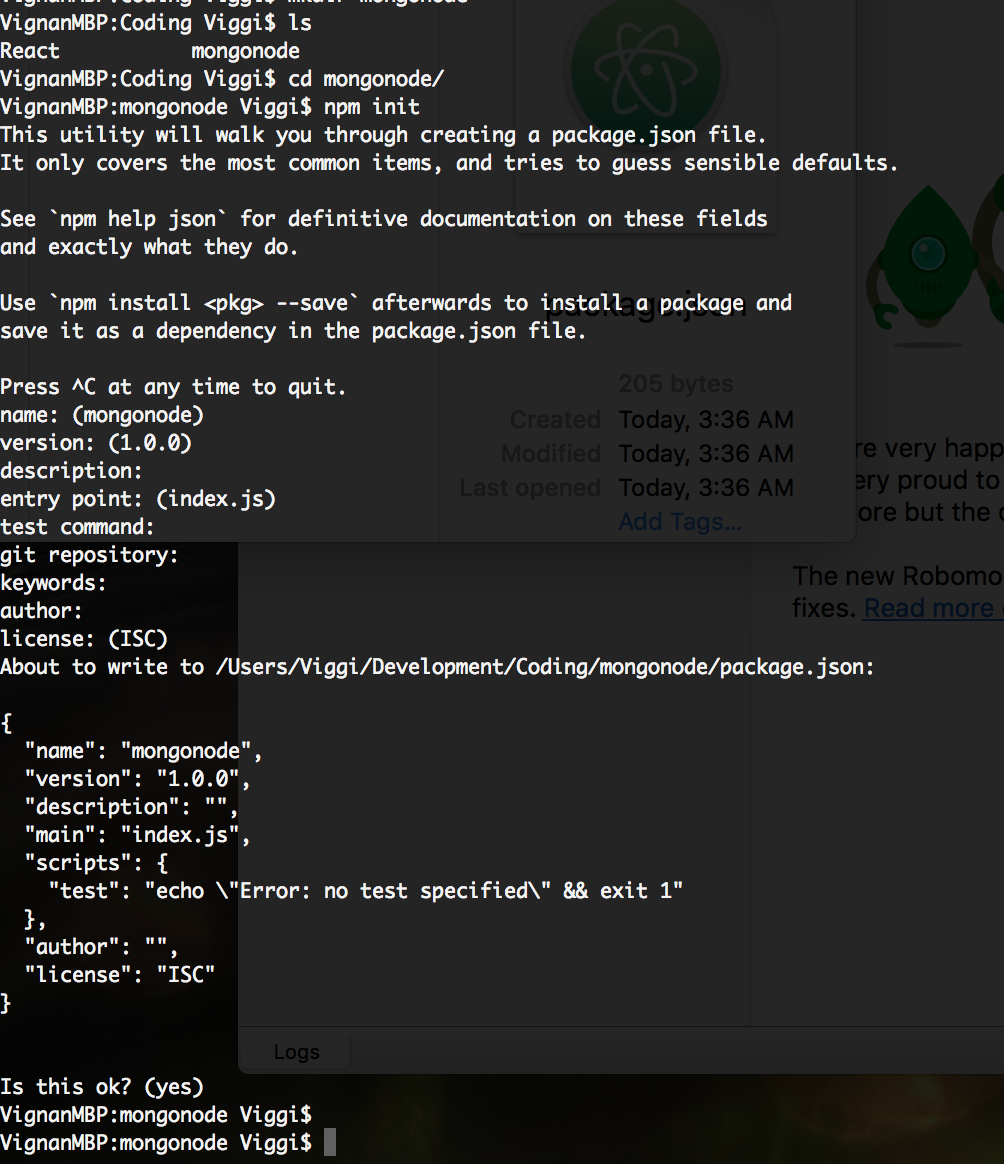 VignanMBP:Coding Viggi$ mkdir mongonode
VignanMBP:Coding Viggi$ ls
React           mongonode
VignanMBP:Coding Viggi$ cd mongonode/
VignanMBP:mongonode Viggi$ npm init
This utility will walk you through creating a package.json file.
It only covers the most common items, and tries to guess sensible defaults.
See `npm help json` for definitive documentation on these fields
and exactly what they do.
Use `npm install <pkg> --save` afterwards to install a package and
save it as a dependency in the package.json file.
Press ^C at any time to quit.
name: (mongonode)
version: (1.0.0)
description:
entry point: (index.js)
test command:
git repository:
keywords:
author:
license: (ISC)
About to write to /Users/Viggi/Development/Coding/mongonode/package.json:
{
  "name": "mongonode",
  "version": "1.0.0",
  "description": "",
  "main": "index.js",
  "scripts": {
    "test": "echo \"Error: no test specified\" && exit 1"
  },
  "author": "",
  "license": "ISC"
}
Is this ok? (yes)
VignanMBP:mongonode Viggi$
VignanMBP:mongonode Viggi$
package.json
205 bytes
Created Today, 3:36 AM
Modified Today, 3:36 AM
Last opened Today, 3:36 AM
Add Tags...
re very happ
ery proud to
ore but the
The new Robomo
fixes. Read more
Logs